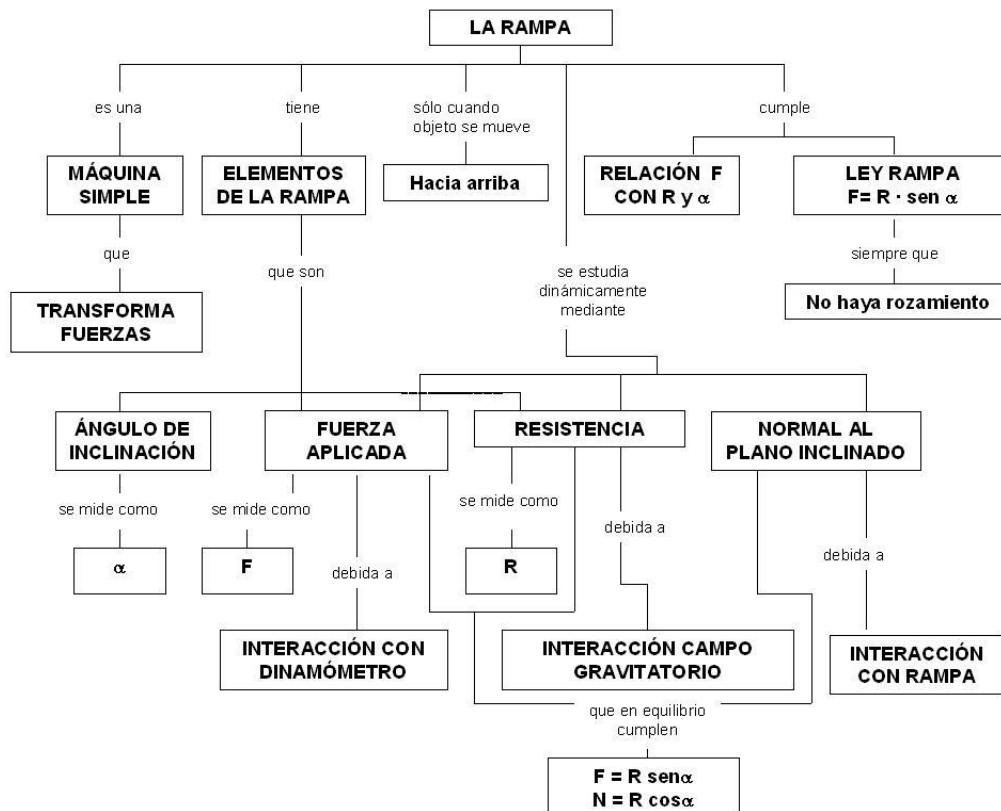 LA RAMPA
es una
tiene
sólo cuando
objeto se mueve
cumple
MÁQUINA
SIMPLE
ELEMENTOS
DE LA RAMPA
Hacia arriba
RELACIÓN F
CON R y α
LEY RAMPA
F= R · sen α
que
que son
se estudia
dinámicamente
mediante
siempre que
TRANSFORMA
FUERZAS
No haya rozamiento
ÁNGULO DE
INCLINACIÓN
FUERZA
APLICADA
RESISTENCIA
NORMAL AL
PLANO INCLINADO
se mide como
se mide como
se mide como
debida a
debida a
debida a
α
F
R
INTERACCIÓN CON
DINAMÓMETRO
INTERACCIÓN CAMPO
GRAVITATORIO
INTERACCIÓN
CON RAMPA
que en equilibrio
cumplen
F = R senα
N = R cosα